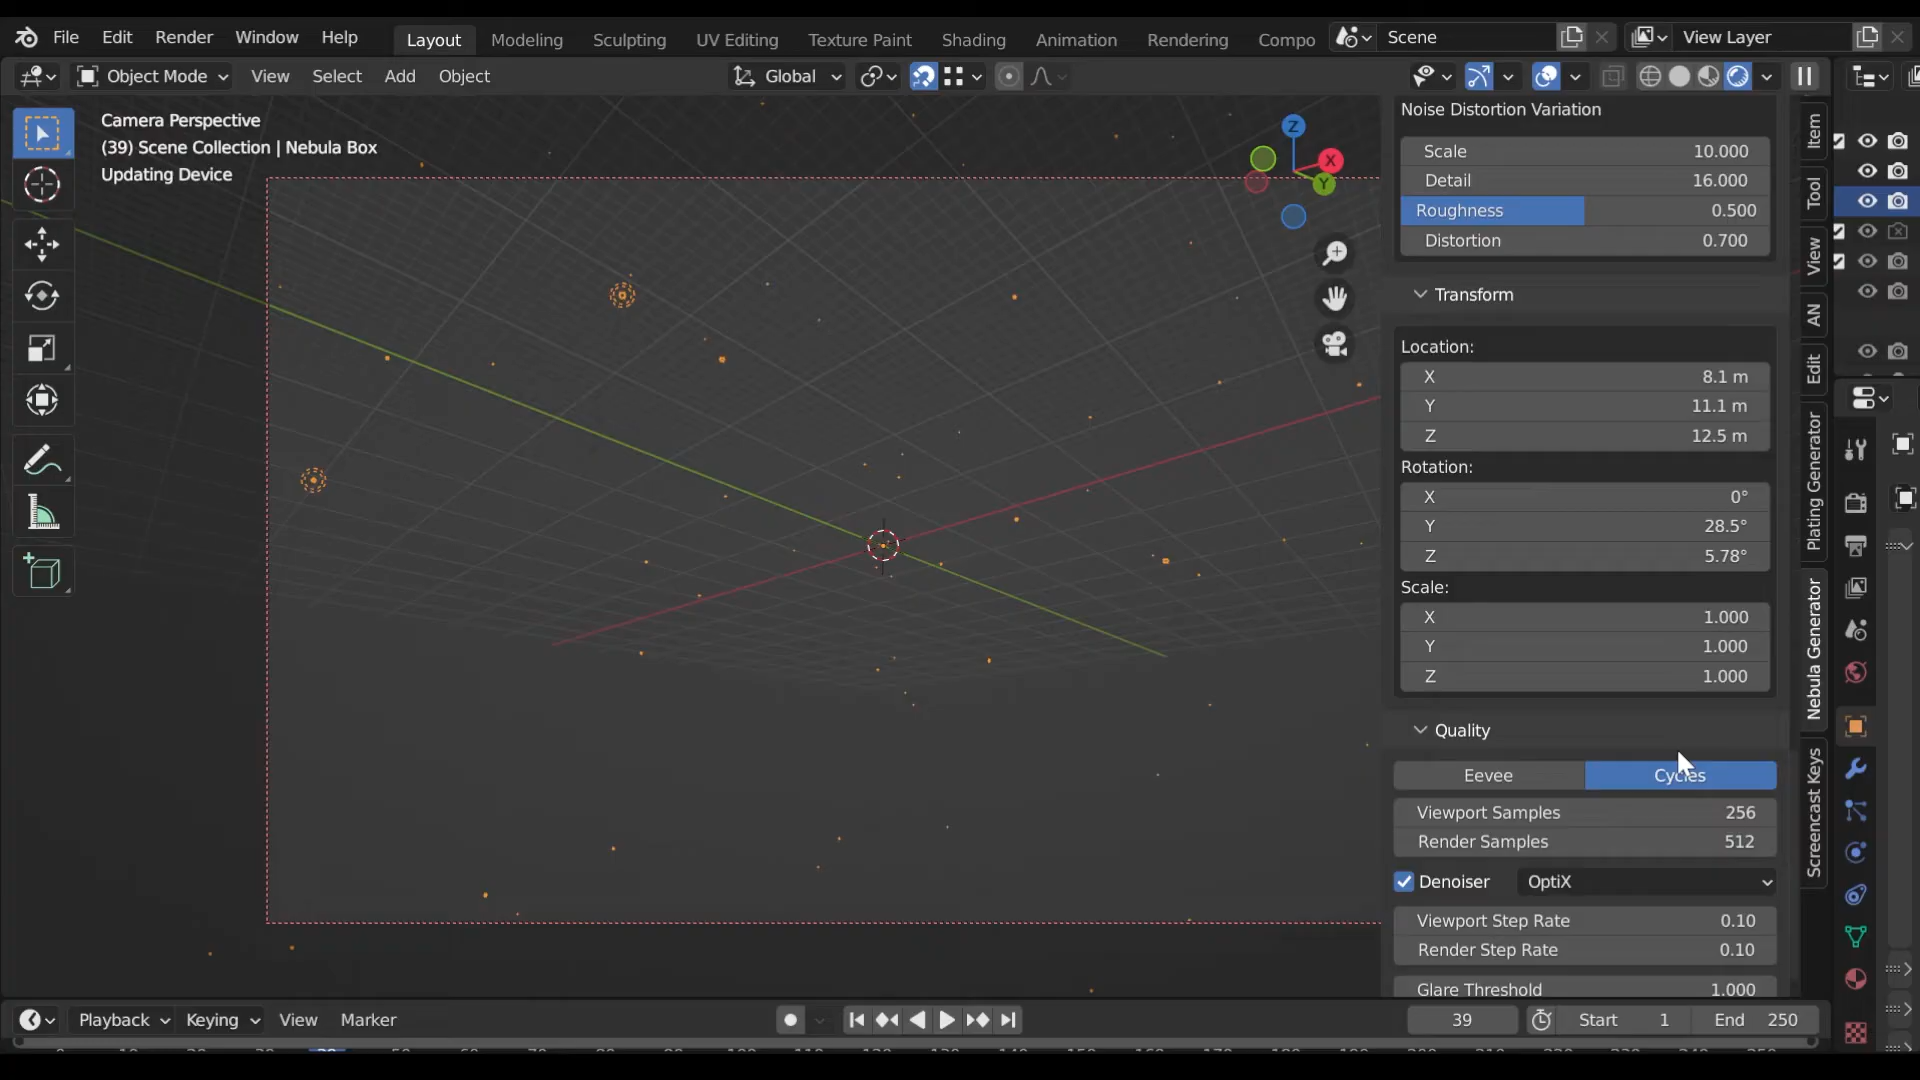 File Edit Render Window Help Layout Modeling Sculpting UV Editing Texture Paint Shading Animation Rendering Compo Scene View Layer
Object Mode View Select Add Object Global
Camera Perspective
(39) Scene Collection | Nebula Box
Updating Device
Z
X
Y
Noise Distortion Variation
Scale 10.000
Detail 16.000
Roughness 0.500
Distortion 0.700
Transform
Location:
X 8.1 m
Y 11.1 m
Z 12.5 m
Rotation:
X 0°
Y 28.5°
Z 5.78°
Scale:
X 1.000
Y 1.000
Z 1.000
Quality
Eevee Cycles
Viewport Samples 256
Render Samples 512
Denoiser OptiX
Viewport Step Rate 0.10
Render Step Rate 0.10
Glare Threshold 1.000
Item
Tool
View
AN
Edit
Plating Generator
Nebula Generator
Screencast Keys
Playback Keying View Marker 39 Start 1 End 250